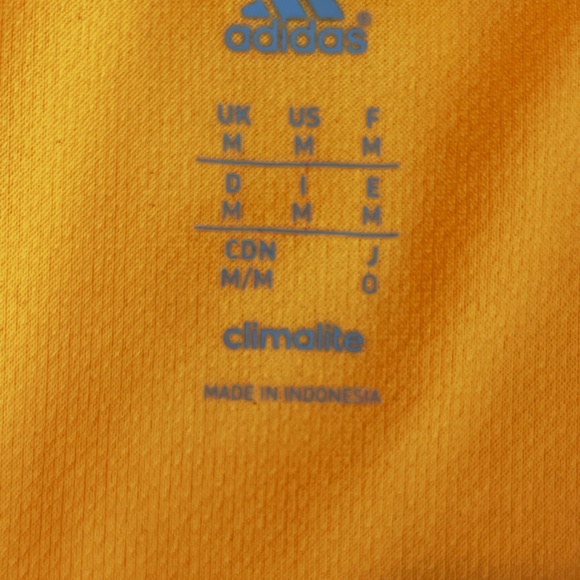 adidas®
UK US F
M M M
D I E
M M M
CDN J
M/M O
climalite
MADE IN INDONESIA